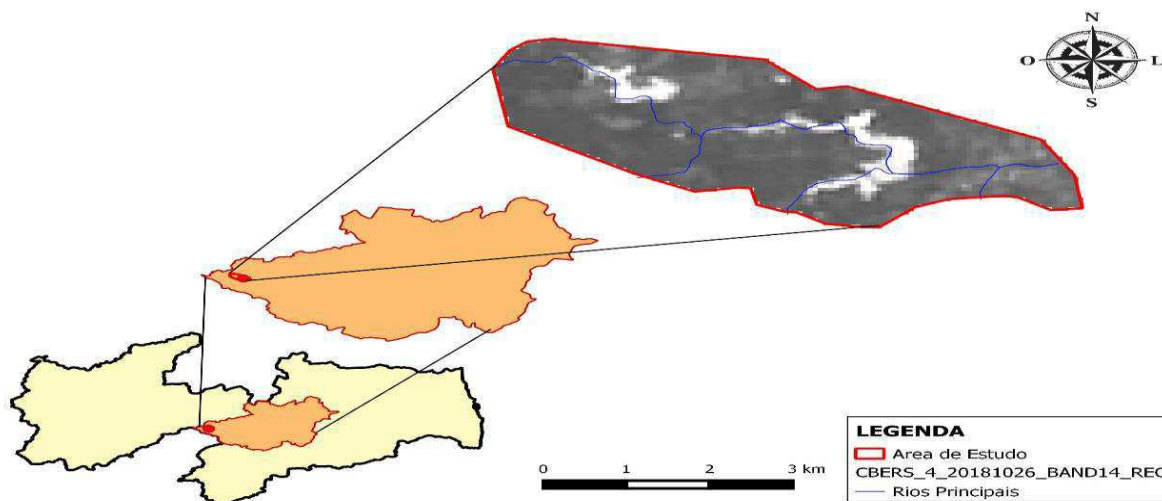 N
O L
S
LEGENDA
Area de Estudo
CBERS_4_20181026_BAND14_REC
Rios Principais
0 1 2 3 km